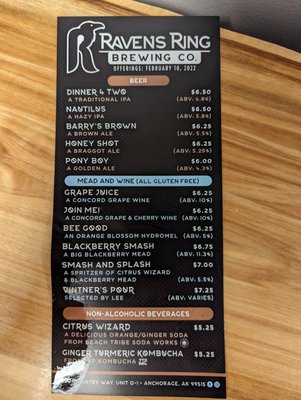 RAVENS RING
BREWING CO.
OFFERINGS: FEBRUARY 10, 2022
BEER
DINNER 4 TWO $6.50
A TRADITIONAL IPA (ABV. 6.8%)
NAUTILUS $6.50
A HAZY IPA (ABV. 5.8%)
BARRY'S BROWN $6.25
A BROWN ALE (ABV. 5.5%)
HONEY SHOT $6.25
A BRAGGOT ALE (ABV. 5.25%)
PONY BOY $6.00
A GOLDEN ALE (ABV. 4.3%)
MEAD AND WINE (ALL GLUTEN FREE)
GRAPE JUICE $6.25
A CONCORD GRAPE WINE (ABV. 10%)
JOIN MEI $6.25
A CONCORD GRAPE & CHERRY WINE (ABV. 10%)
BEE GOOD $6.25
AN ORANGE BLOSSOM HYDROMEL (ABV. 5%)
BLACKBERRY SMASH $6.75
A BIG BLACKBERRY MEAD (ABV. 11.3%)
SMASH AND SPLASH $7.00
A SPRITZER OF CITRUS WIZARD
& BLACKBERRY MEAD (ABV. 5.5%)
VINTNER'S POUR $7.25
SELECTED BY LEE (ABV. VARIES)
NON-ALCOHOLIC BEVERAGES
CITRUS WIZARD $5.25
A DELICIOUS ORANGE/GINGER SODA
FROM BEACH TRIBE SODA WORKS
GINGER TURMERIC KOMBUCHA $5.25
KOMBUCHA
WAY, UNIT Q-1 - ANCHORAGE, AK 99515